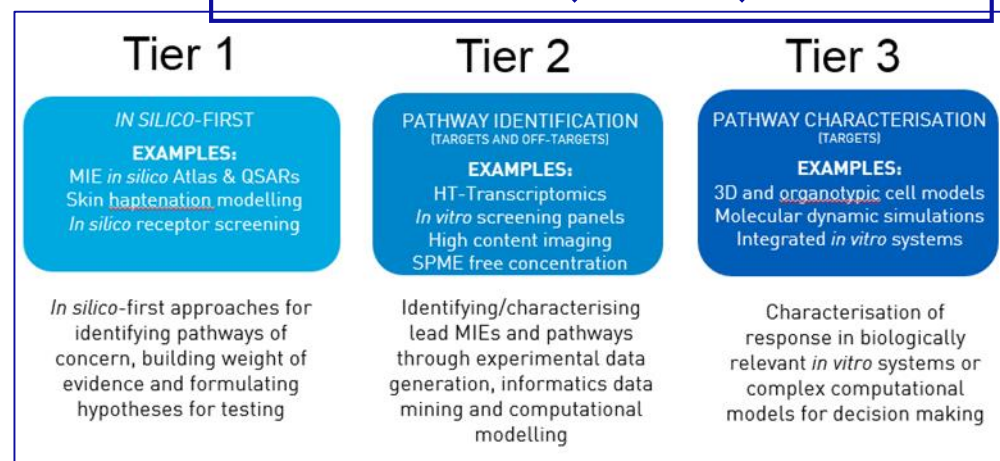 Tier 1
IN SILICO-FIRST
EXAMPLES:
MIE in silico Atlas & QSARs
Skin haptenation modelling
In silico receptor screening
In silico-first approaches for
identifying pathways of
concern, building weight of
evidence and formulating
hypotheses for testing
Tier 2
PATHWAY IDENTIFICATION
(TARGETS AND OFF-TARGETS)
EXAMPLES:
HT-Transcriptomics
In vitro screening panels
High content imaging
SPME free concentration
Identifying/characterising
lead MIEs and pathways
through experimental data
generation, informatics data
mining and computational
modelling
Tier 3
PATHWAY CHARACTERISATION
(TARGETS)
EXAMPLES:
3D and organotypic cell models
Molecular dynamic simulations
Integrated in vitro systems
Characterisation of
response in biologically
relevant in vitro systems or
complex computational
models for decision making